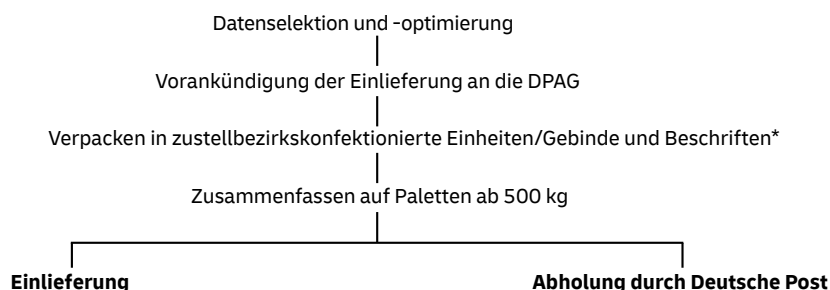 Datenselektion und -optimierung
Vorankündigung der Einlieferung an die DPAG
Verpacken in zustellbezirkskonfektionierte Einheiten/Gebinde und Beschriften*
Zusammenfassen auf Paletten ab 500 kg
Einlieferung
Abholung durch Deutsche Post